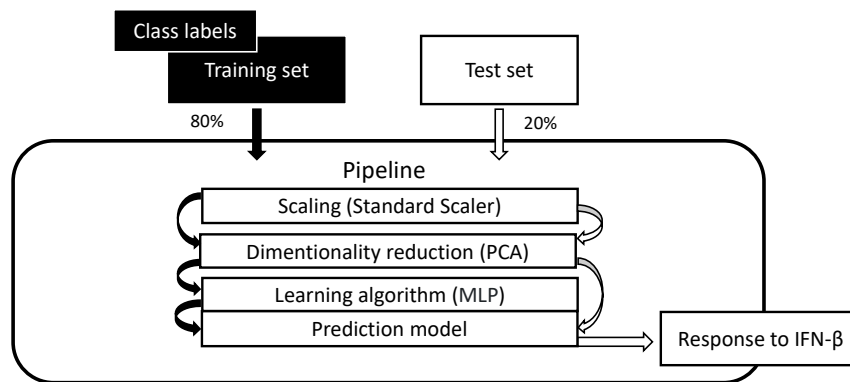 Class labels
Training set
Test set
80%
20%
Pipeline
Scaling (Standard Scaler)
Dimentionality reduction (PCA)
Learning algorithm (MLP)
Prediction model
Response to IFN-β